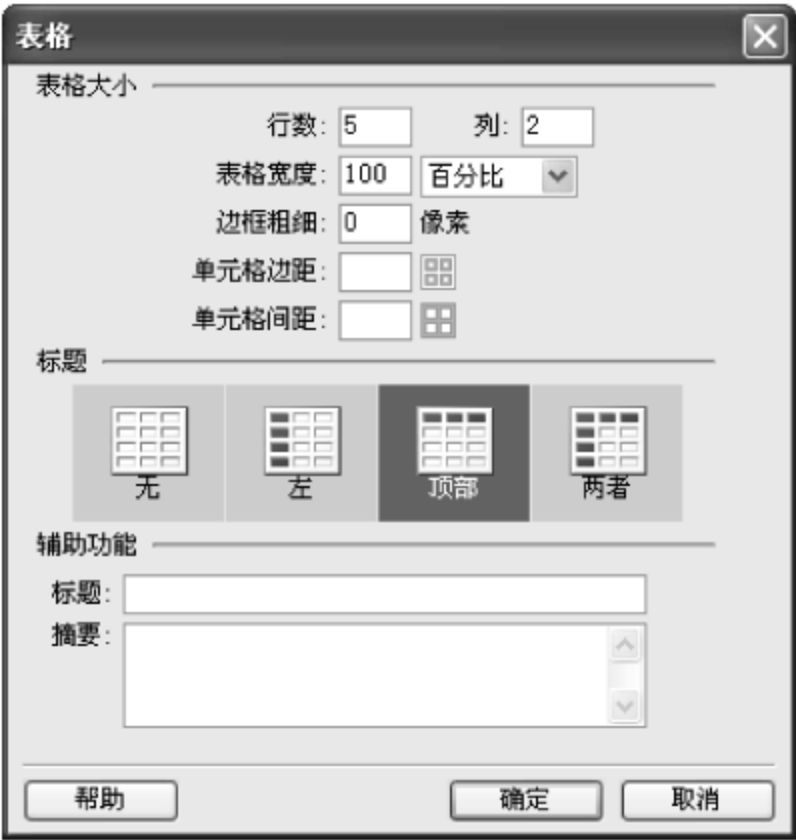 表格
表格大小
行数: 5 列: 2
表格宽度: 100 百分比
边框粗细: 0 像素
单元格边距:
单元格间距:
标题
无 左 顶部 两者
辅助功能
标题:
摘要:
帮助 确定 取消